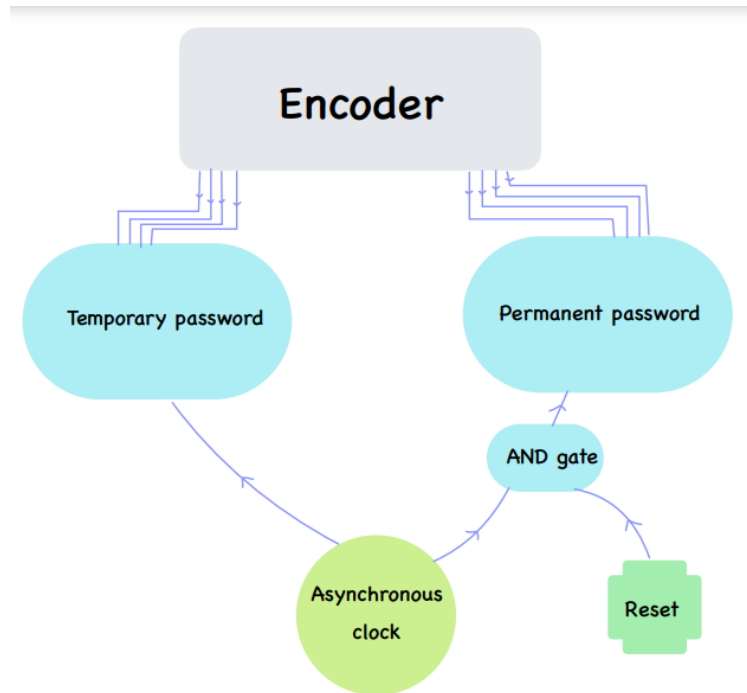 Encoder
Temporary password
Permanent password
AND gate
Asynchronous
clock
Reset